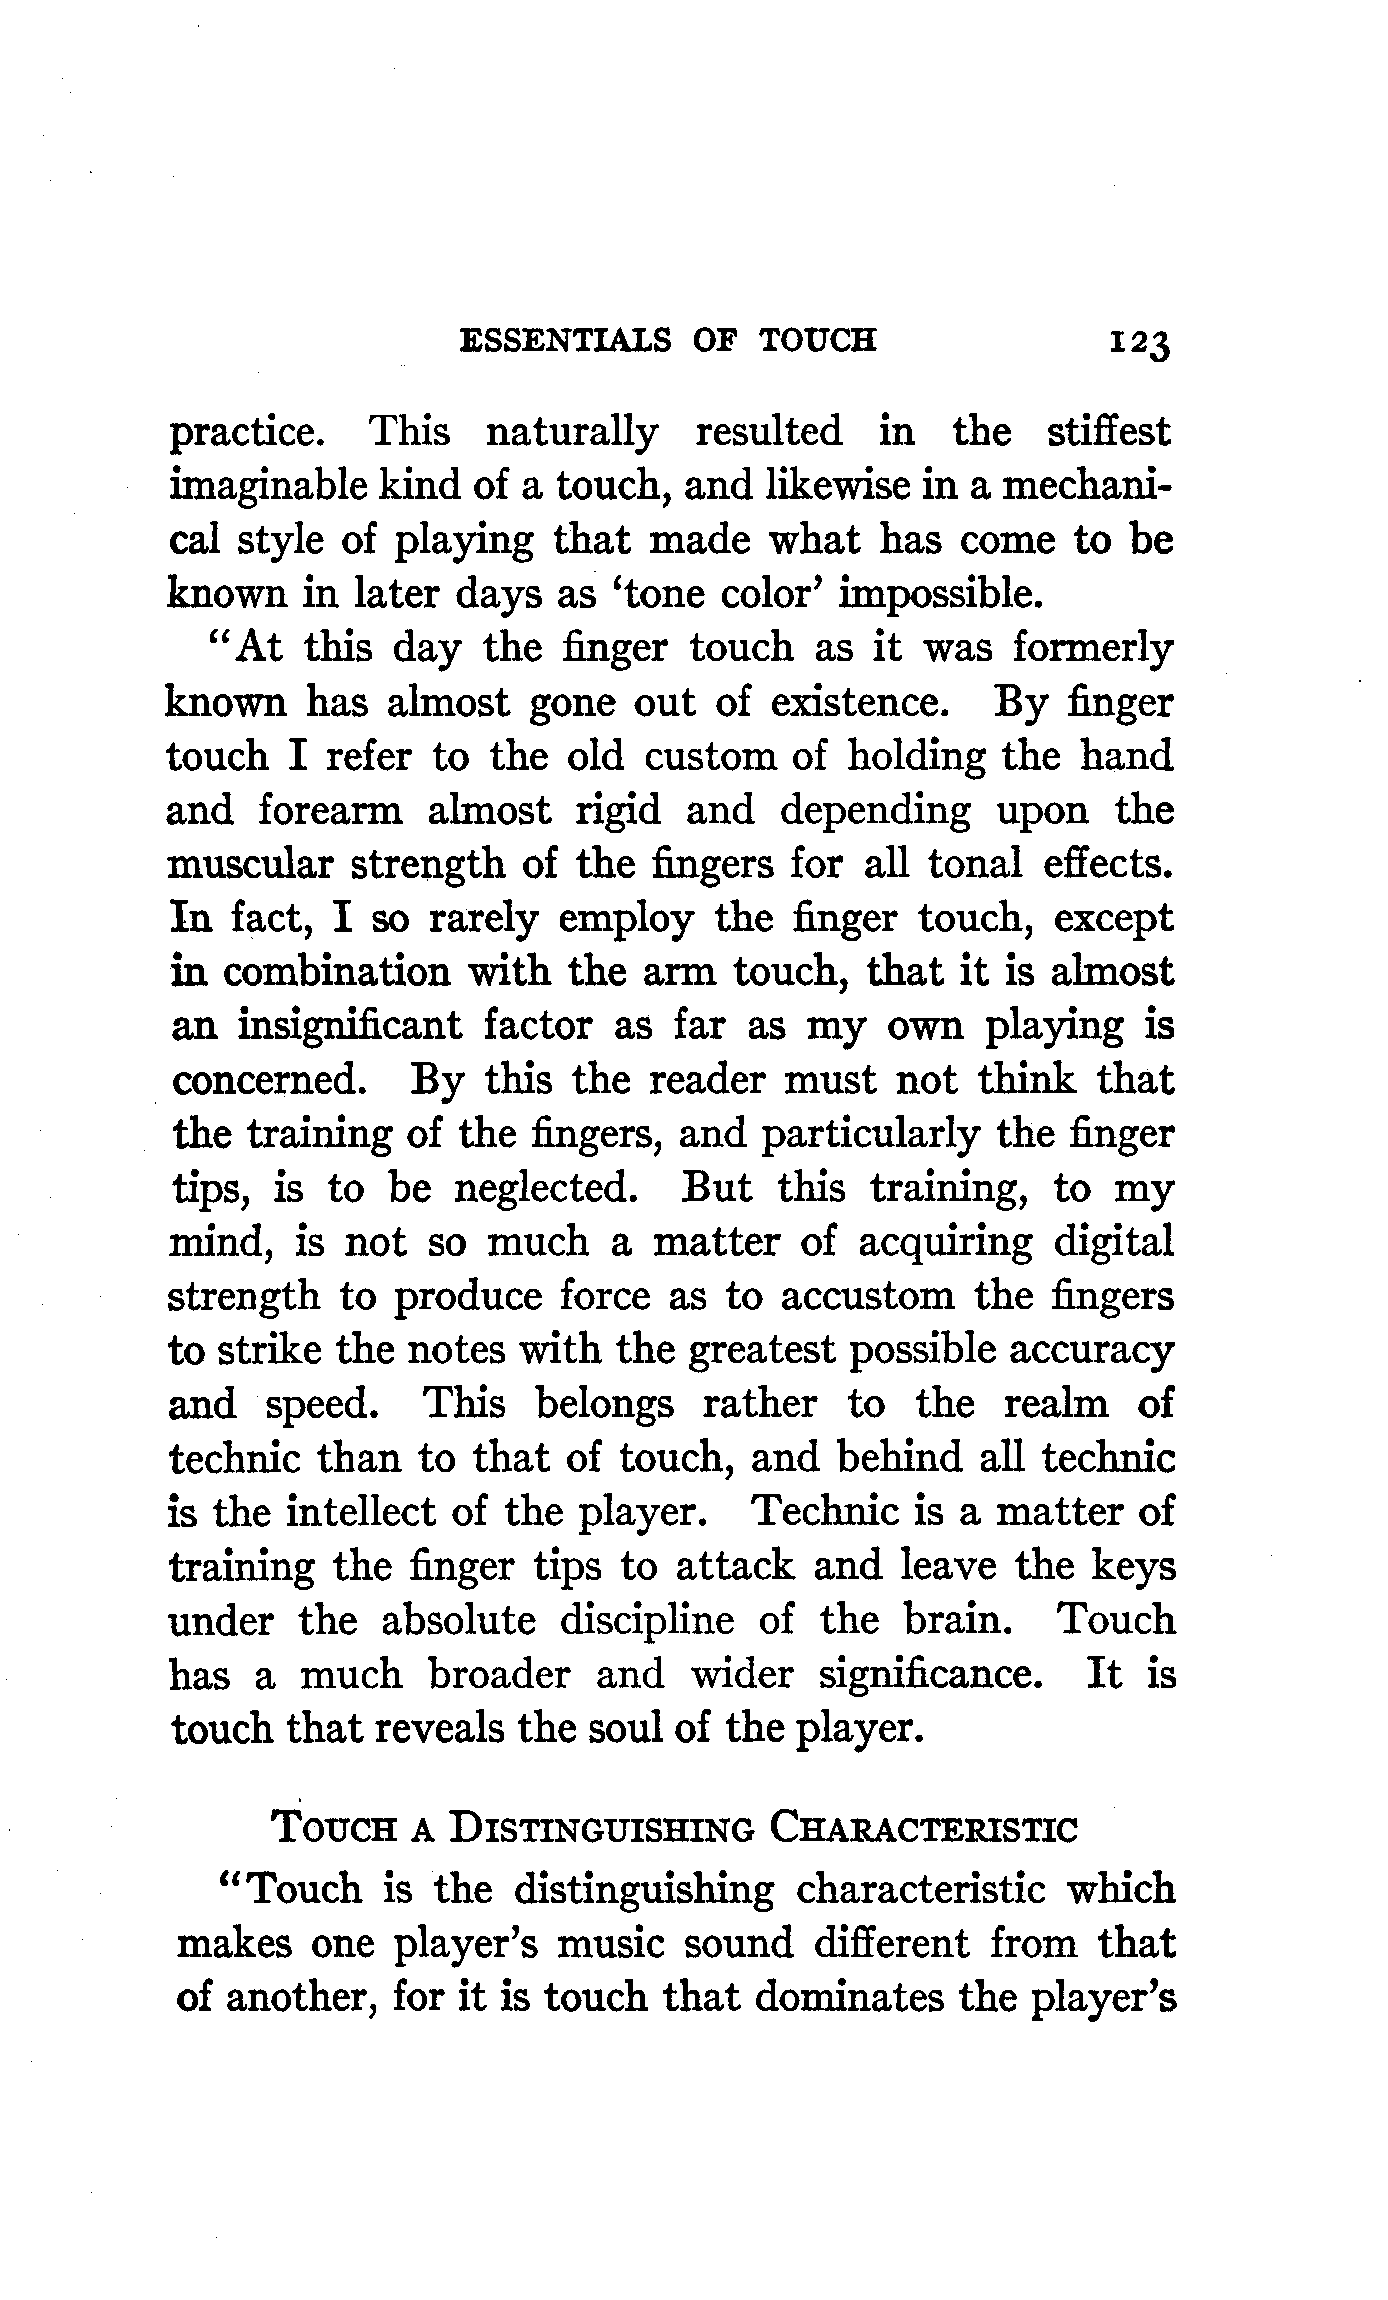 ESSENTIALS OF TOUCH 123
practice. This naturally resulted in the stiffest
imaginable kind of a touch, and likewise in a mechani-
cal style of playing that made what has come to be
known in later days as ‘tone color’ impossible.
“At this day the finger touch as it was formerly
known has almost gone out of existence. By finger
touch I refer to the old custom of holding the hand
and forearm almost rigid and depending upon the
muscular strength of the fingers for all tonal effects.
In fact, I so rarely employ the finger touch, except
in combination with the arm touch, that it is almost
an insignificant factor as far as my own playing is
concerned. By this the reader must not think that
the training of the fingers, and particularly the finger
tips, is to be neglected. But this training, to my
mind, is not so much a matter of acquiring digital
strength to produce force as to accustom the fingers
to strike the notes with the greatest possible accuracy
and speed. This belongs rather to the realm of
technic than to that of touch, and behind all technic
is the intellect of the player. Technic is a matter of
training the finger tips to attack and leave the keys
under the absolute discipline of the brain. Touch
has a much broader and wider significance. It is
touch that reveals the soul of the player.
TOUCH A DISTINGUISHING CHARACTERISTIC
“Touch is the distinguishing characteristic which
makes one player’s music sound different from that
of another, for it is touch that dominates the player’s